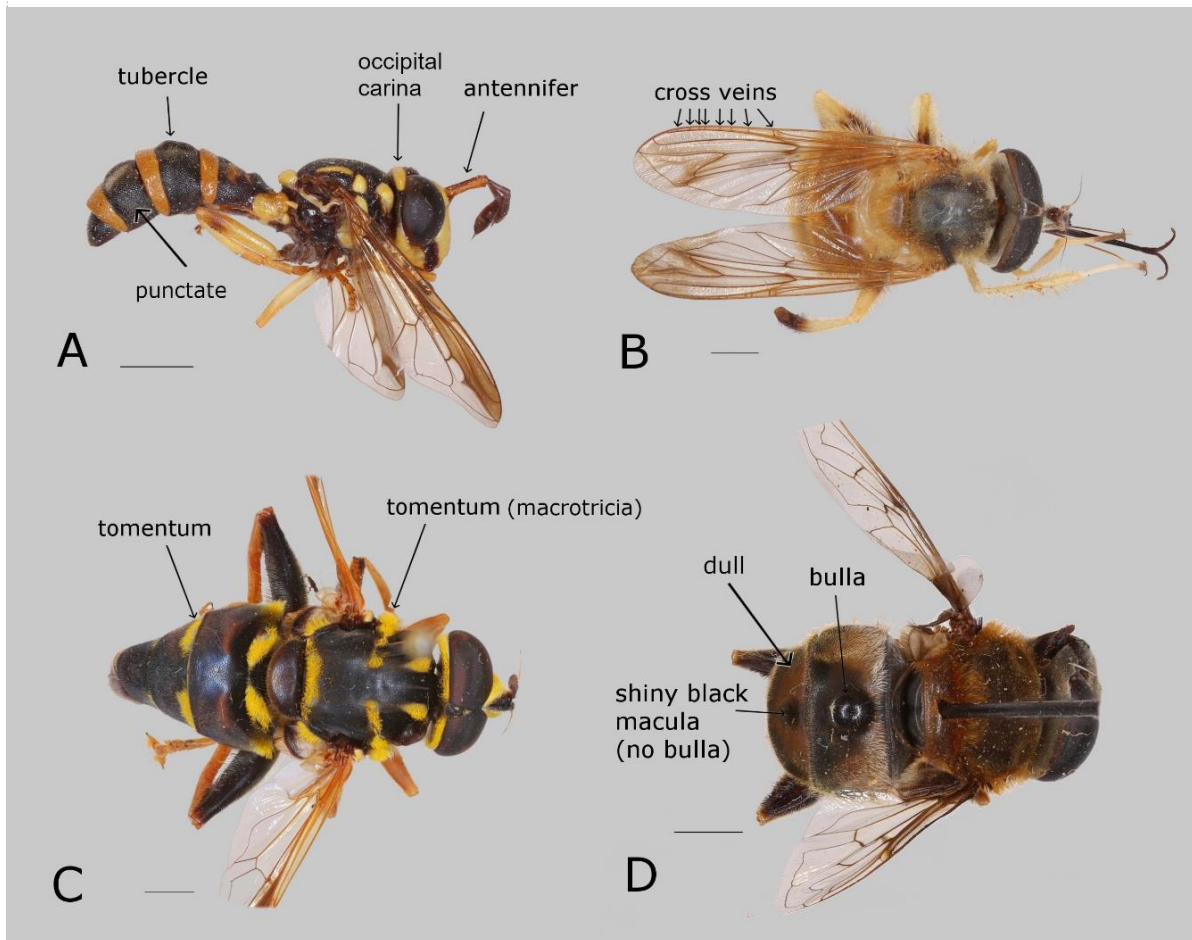 tubercle
occipital
carina
antennifer
punctate
A
cross veins
B
tomentum
tomentum (macrotricia)
C
dull
bulla
shiny black
macula
(no bulla)
D